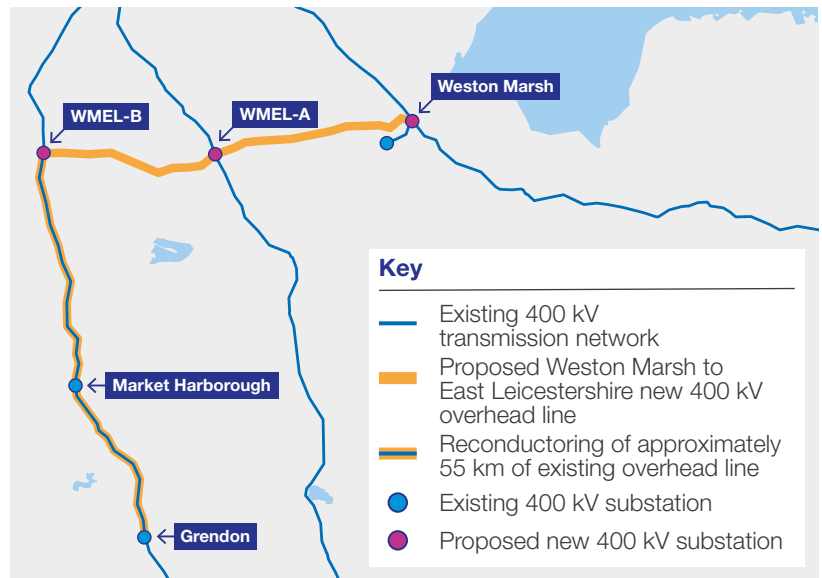 Weston Marsh
WMEL-B
WMEL-A
Market Harborough
Grendon
Key
Existing 400 kV
transmission network
Proposed Weston Marsh to
East Leicestershire new 400 kV
overhead line
Reconductoring of approximately
55 km of existing overhead line
Existing 400 kV substation
Proposed new 400 kV substation